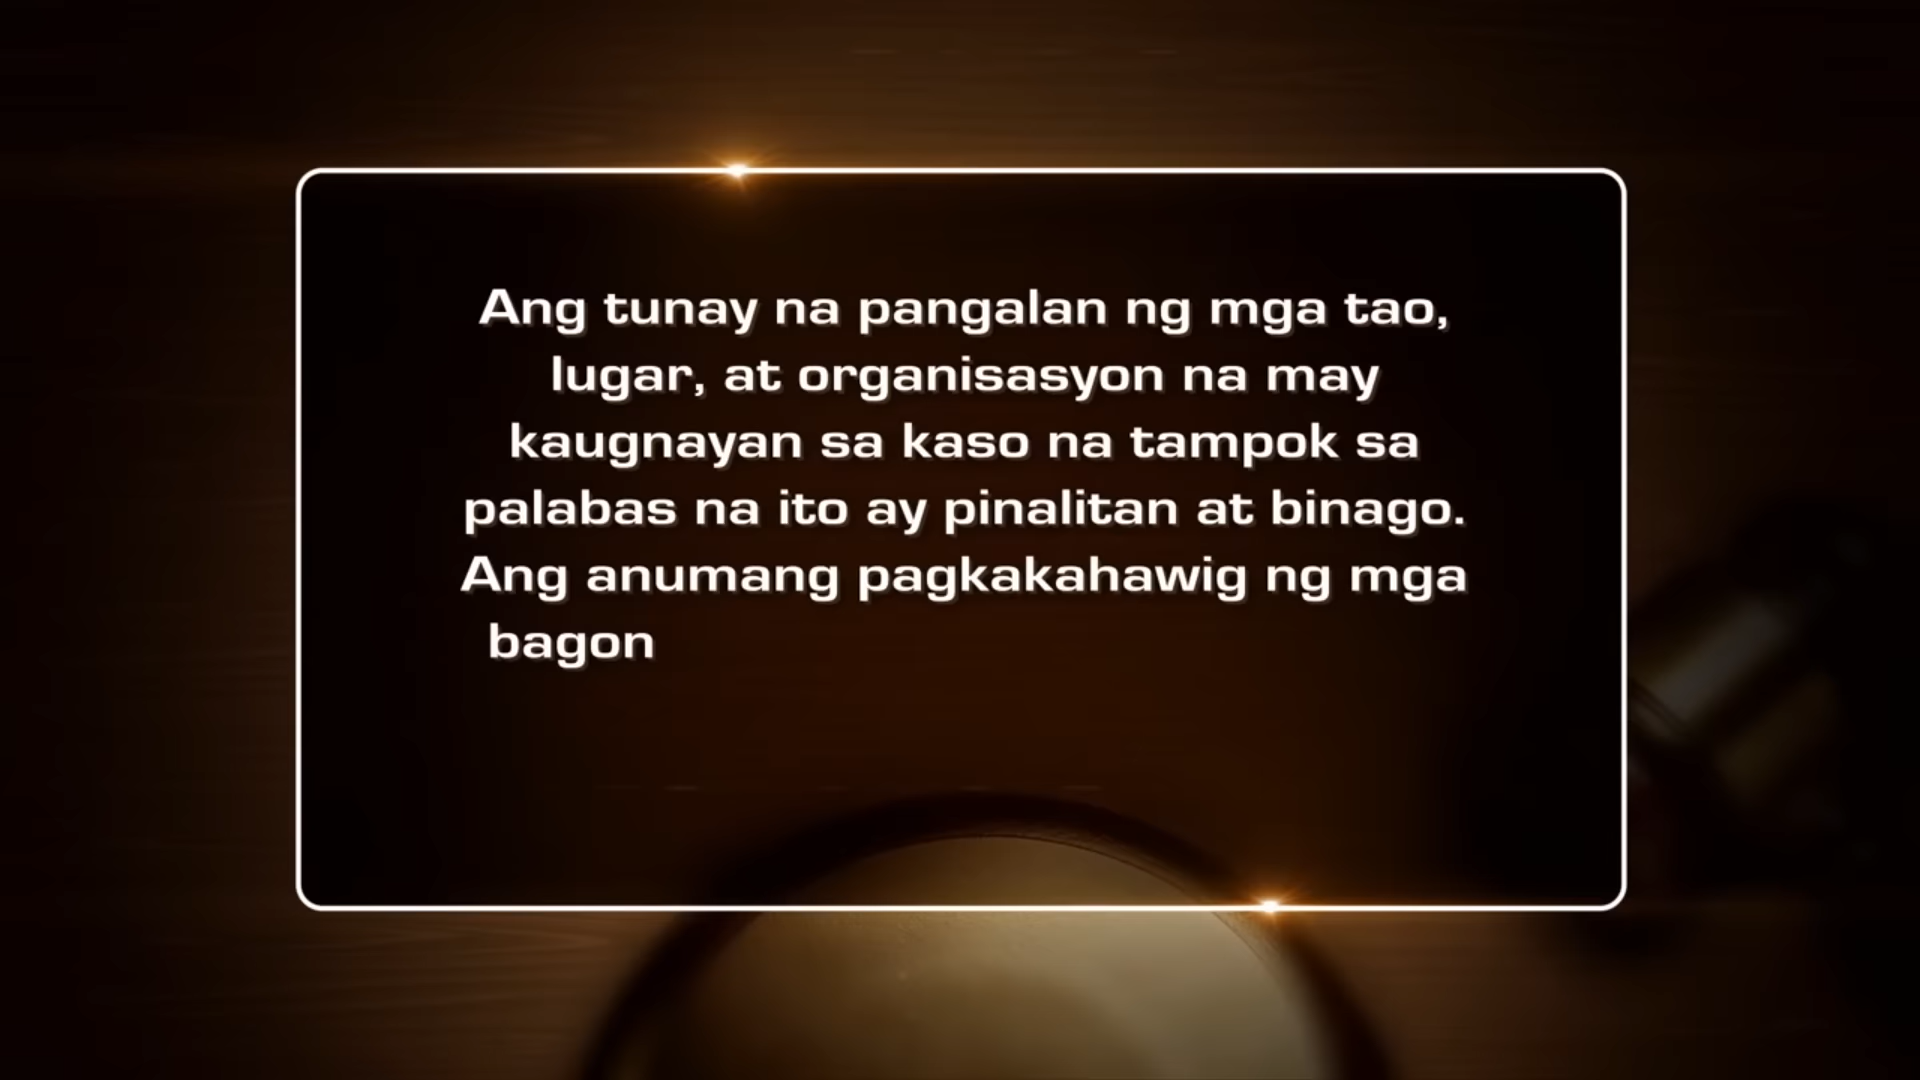 Ang tunay na pangalan ng mga tao,
lugar, at organisasyon na may
kaugnayan sa kaso na tampok sa
palabas na ito ay pinalitan at binago.
Ang anumang pagkakahawig ng mga
bagon